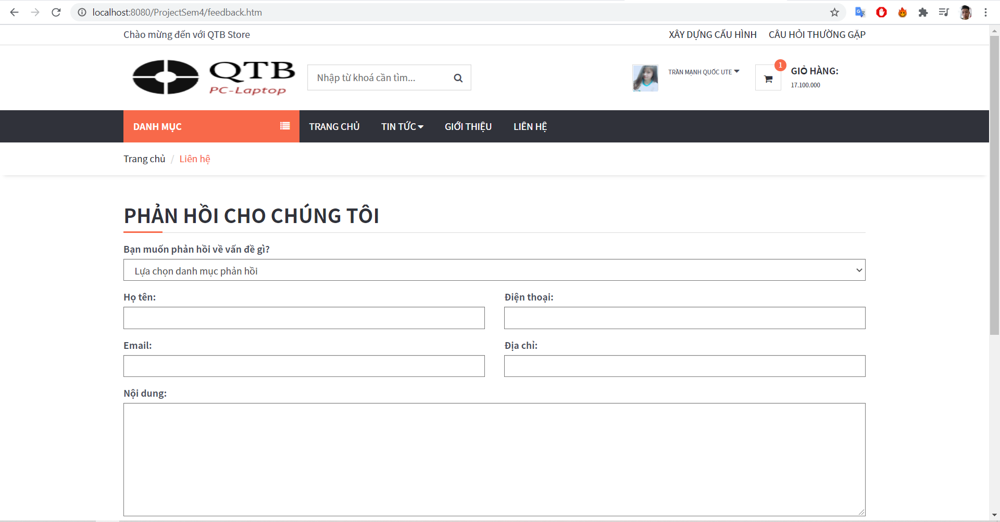 localhost:8080/ProjectSem4/feedback.htm
Chào mừng đến với QTB Store
XÂY DỰNG CẤU HÌNH CÂU HỎI THƯỜNG GẶP
QTB
PC-Laptop
Nhập từ khoá cần tìm...
TRẦN MẠNH QUỐC UTE
1
GIỎ HÀNG:
17.100.000
DANH MỤC
TRANG CHỦ TIN TỨC GIỚI THIỆU LIÊN HỆ
Trang chủ / Liên hệ
PHẢN HỒI CHO CHÚNG TÔI
Bạn muốn phản hồi về vấn đề gì?
Lựa chọn danh mục phản hồi
Họ tên:
Điện thoại:
Email:
Địa chỉ:
Nội dung: